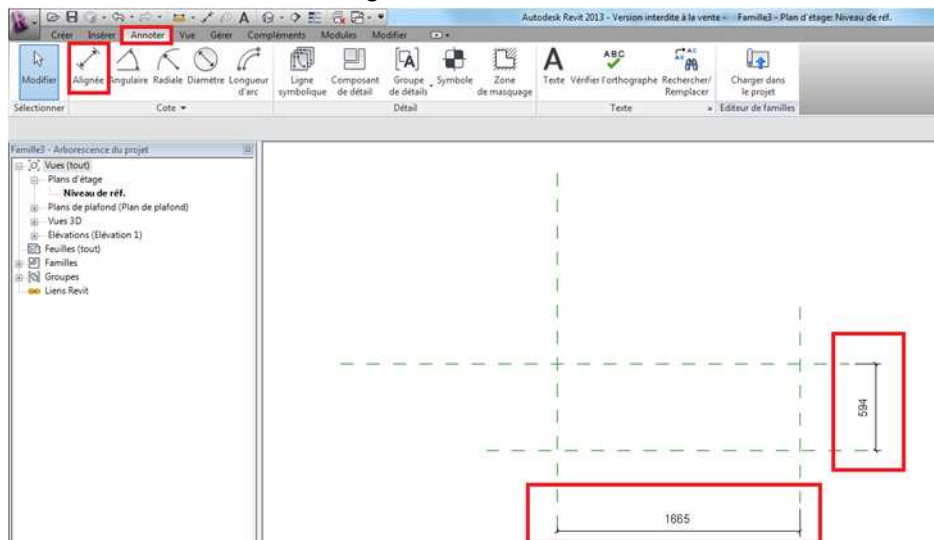 Autodesk Revit 2013 - Version interdite à la vente - Famille3 - Plan d'étage: Niveau de réf.
Créer Insérer Annoter Vue Gérer Compléments Modules Modifier
Modifier Alignée Angulaire Radiale Diamètre Longueur d'arc Ligne symbolique Composant de détail Groupe de détails Symbole Zone de masquage Texte Vérifier l'orthographe Rechercher/ Remplacer Charger dans le projet
Sélectionner Cote Détail Texte Editeur de familles
Famille3 - Arborescence du projet
Vues (tout)
Plans d'étage
Niveau de réf.
Plans de plafond (Plan de plafond)
Vues 3D
Elévations (Elévation 1)
Feuilles (tout)
Familles
Groupes
Liens Revit
594
1665